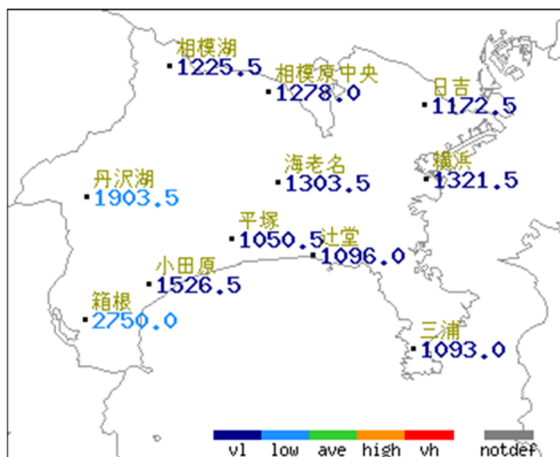 相模湖
1225.5
相模原中央
1278.0
日吉
1172.5
海老名
1303.5
横浜
1321.5
丹沢湖
1903.5
平塚
1050.5
辻堂
1096.0
小田原
1526.5
箱根
2750.0
三浦
1093.0
vl low ave high vh notdef